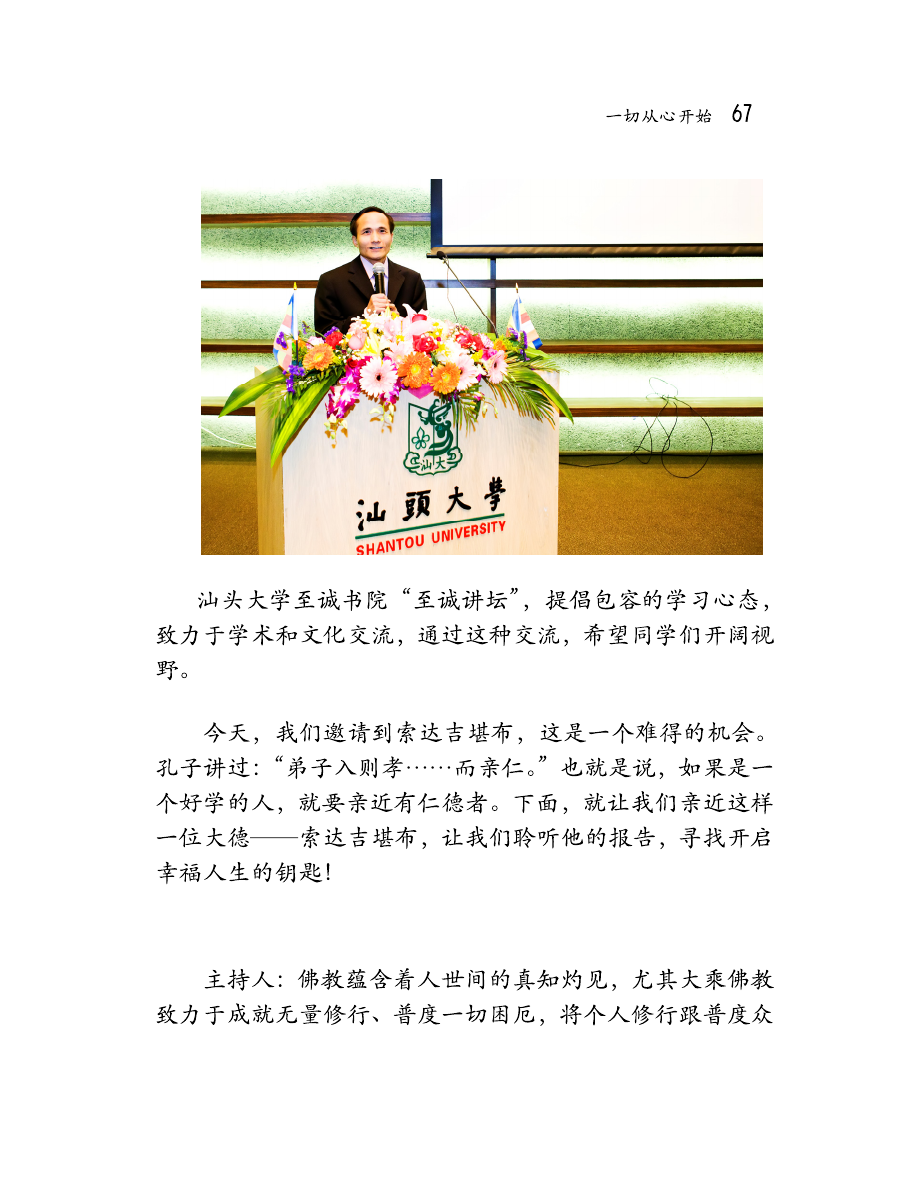 一切从心开始 67
汕大
汕頭大學
SHANTOU UNIVERSITY
汕头大学至诚书院“至诚讲坛”，提倡包容的学习心态，
致力于学术和文化交流，通过这种交流，希望同学们开阔视
野。
今天，我们邀请到索达吉堪布，这是一个难得的机会。
孔子讲过：“弟子入则孝……而亲仁。”也就是说，如果是一
个好学的人，就要亲近有仁德者。下面，就让我们亲近这样
一位大德——索达吉堪布，让我们聆听他的报告，寻找开启
幸福人生的钥匙！
主持人：佛教蕴含着人世间的真知灼见，尤其大乘佛教
致力于成就无量修行、普度一切困厄，将个人修行跟普度众